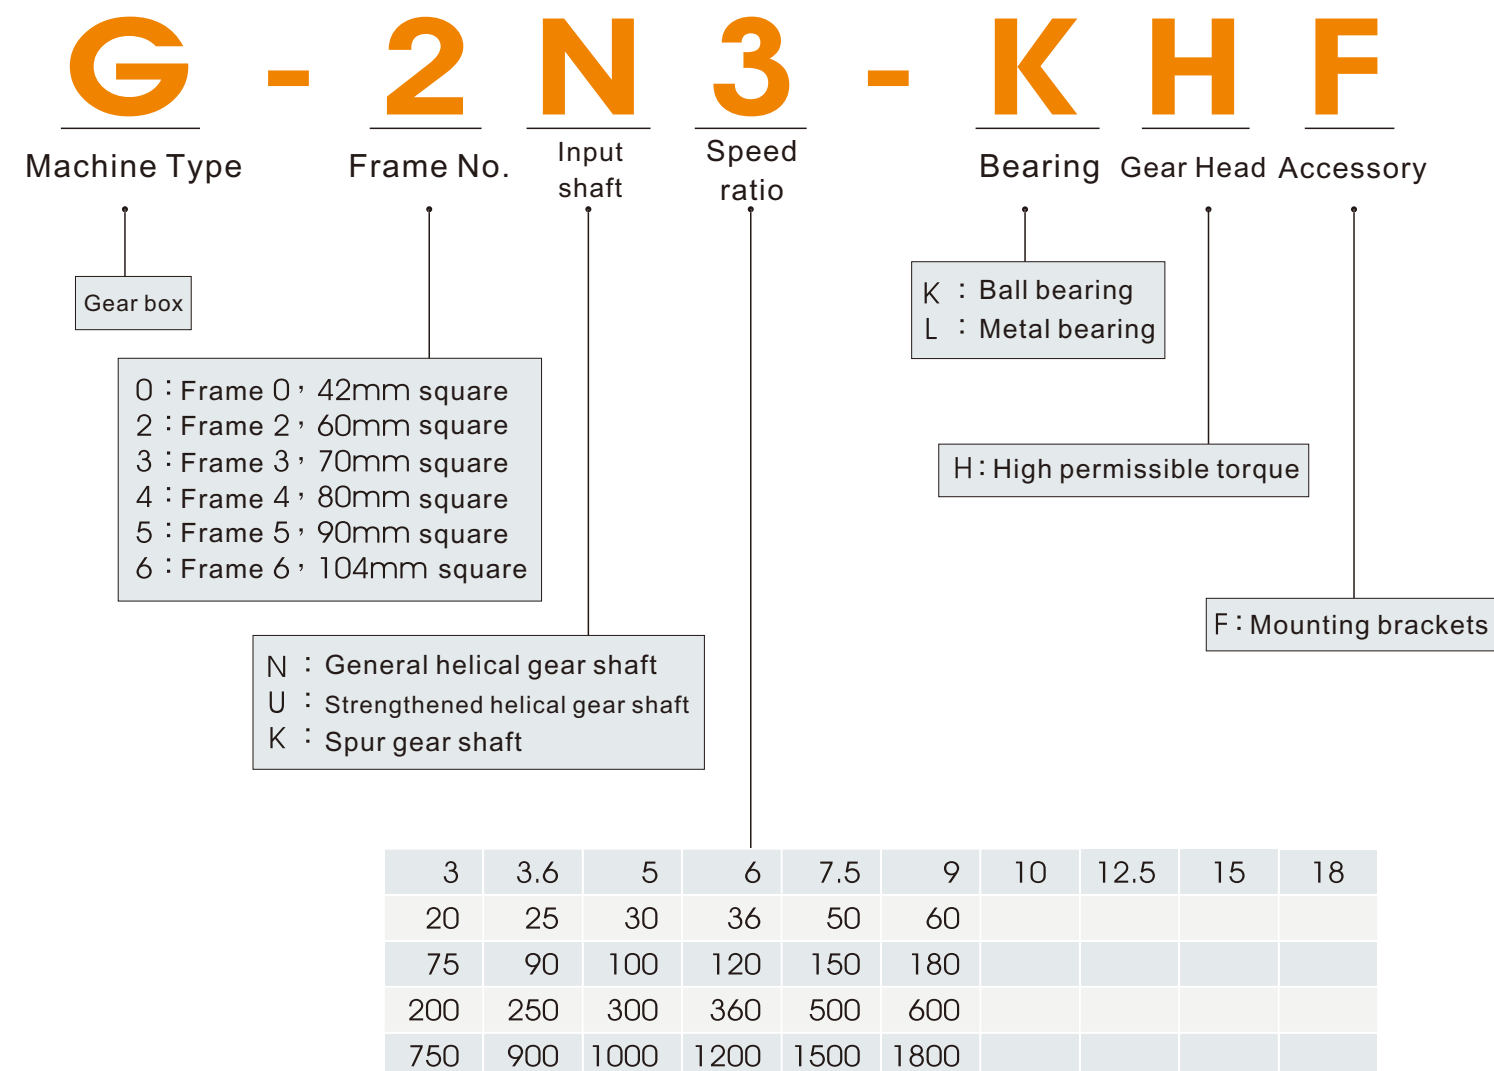 G - 2 N 3 - K H F
Machine Type
Frame No.
Input
shaft
Speed
ratio
Bearing
Gear Head
Accessory
Gear box
0：Frame 0，42mm square
2：Frame 2，60mm square
3：Frame 3，70mm square
4：Frame 4，80mm square
5：Frame 5，90mm square
6：Frame 6，104mm square
N ：General helical gear shaft
U ：Strengthened helical gear shaft
K ：Spur gear shaft
K ：Ball bearing
L ：Metal bearing
H：High permissible torque
F：Mounting brackets
3 3.6 5 6 7.5 9 10 12.5 15 18
20 25 30 36 50 60
75 90 100 120 150 180
200 250 300 360 500 600
750 900 1000 1200 1500 1800